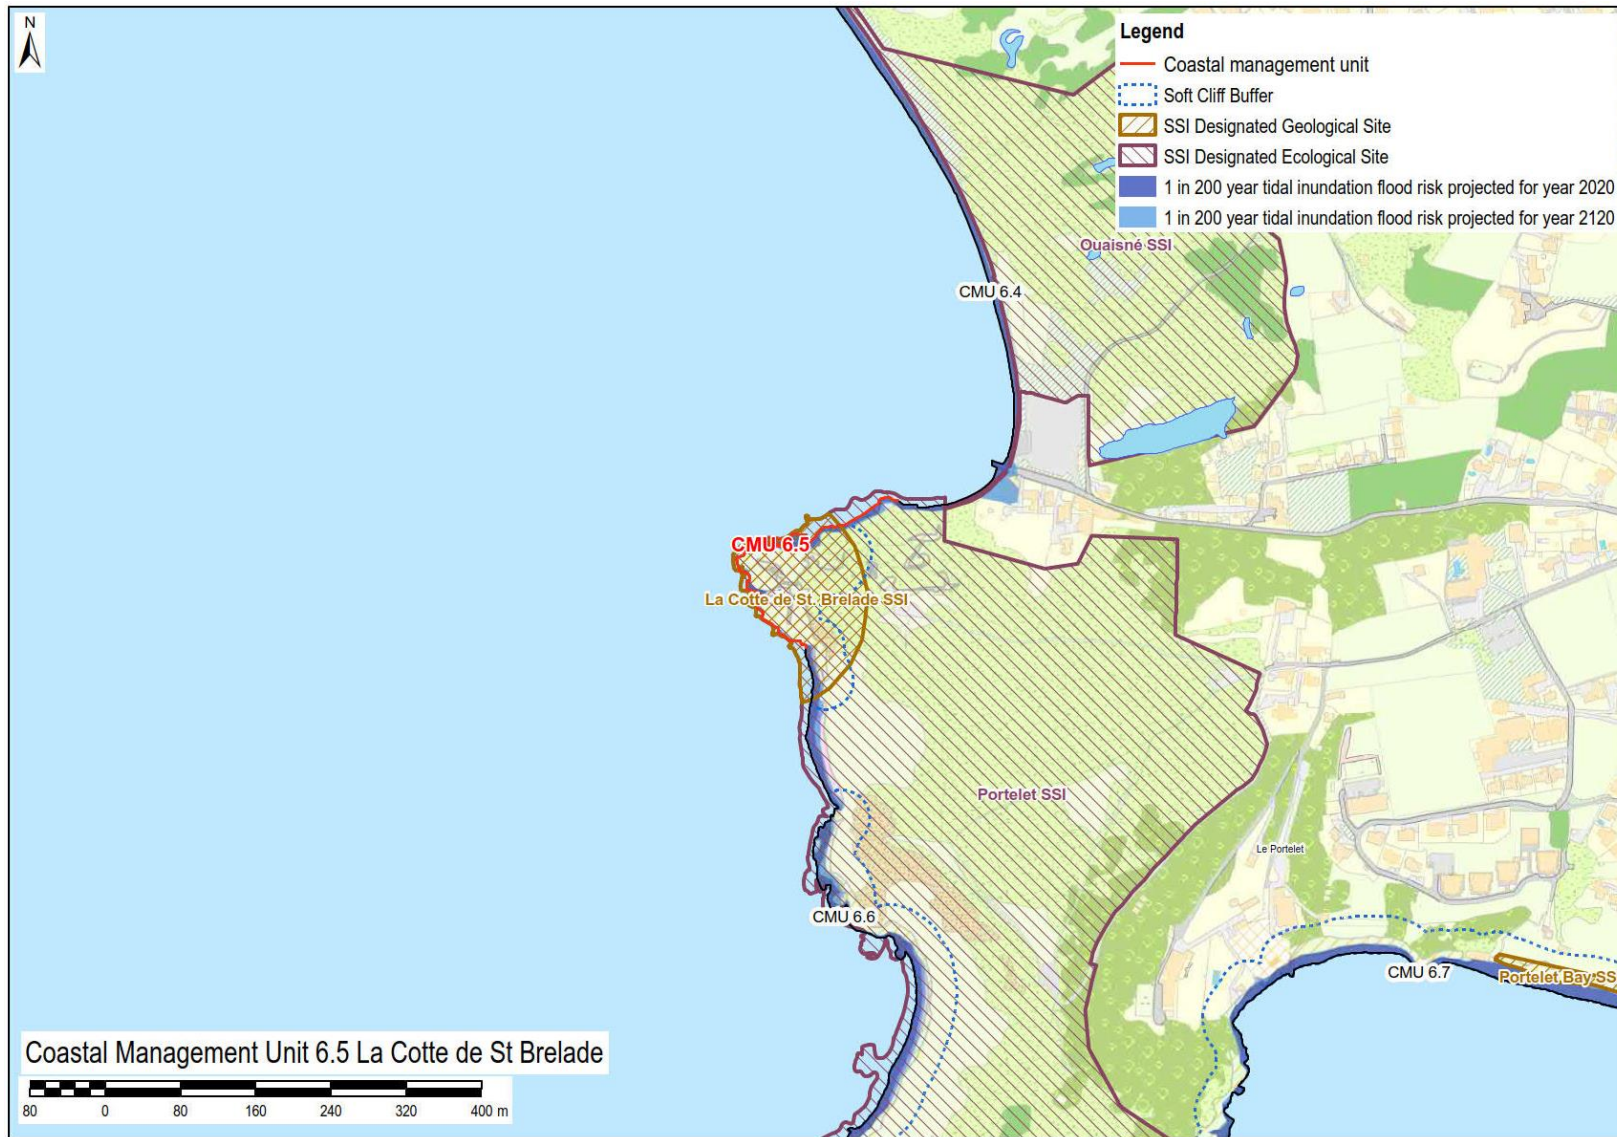 N
Legend
Coastal management unit
Soft Cliff Buffer
SSI Designated Geological Site
SSI Designated Ecological Site
1 in 200 year tidal inundation flood risk projected for year 2020
1 in 200 year tidal inundation flood risk projected for year 2120
Ouaisné SSI
CMU 6.4
CMU 6.5
La Cotte de St. Brelade SSI
Portelet SSI
Le Portelet
CMU 6.6
CMU 6.7
Portelet Bay SS
Coastal Management Unit 6.5 La Cotte de St Brelade
80 0 80 160 240 320 400 m